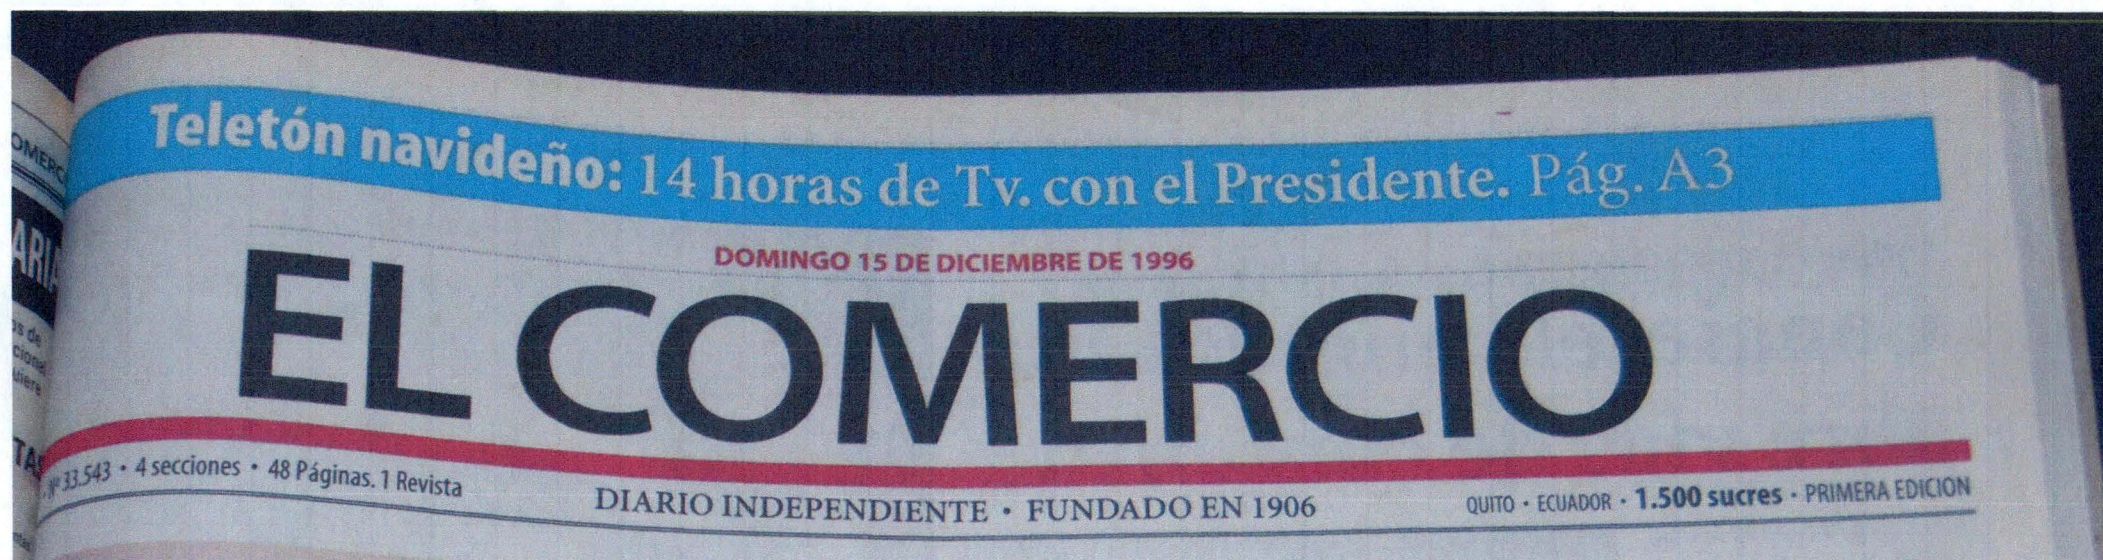 Teletón navideño: 14 horas de Tv. con el Presidente. Pág. A3
DOMINGO 15 DE DICIEMBRE DE 1996
EL COMERCIO
Nº 33.543 • 4 secciones • 48 Páginas. 1 Revista
DIARIO INDEPENDIENTE • FUNDADO EN 1906
QUITO • ECUADOR • 1.500 sucres • PRIMERA EDICION